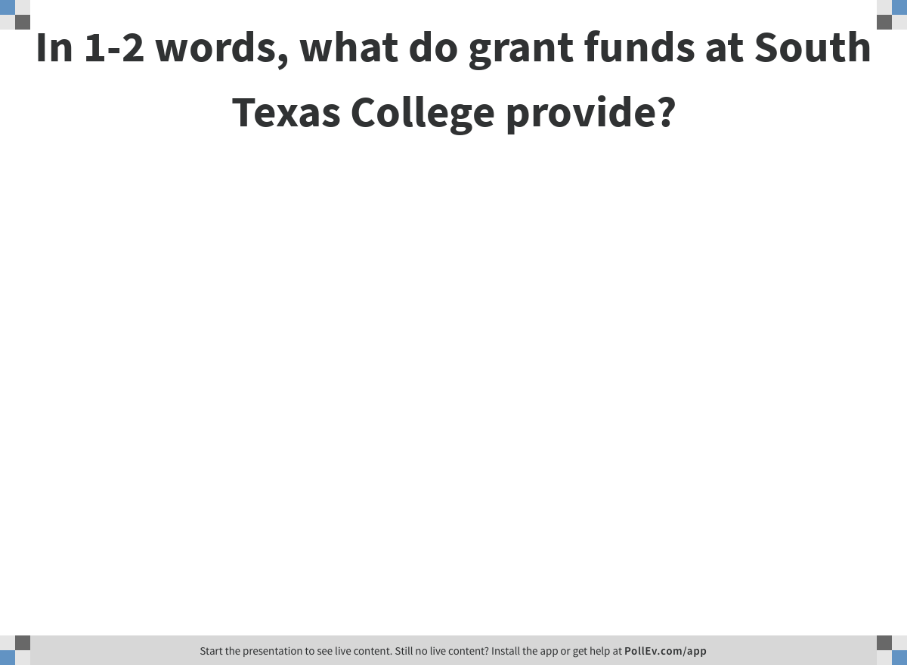 In 1-2 words, what do grant funds at South
Texas College provide?
Start the presentation to see live content. Still no live content? Install the app or get help at PollEv.com/app